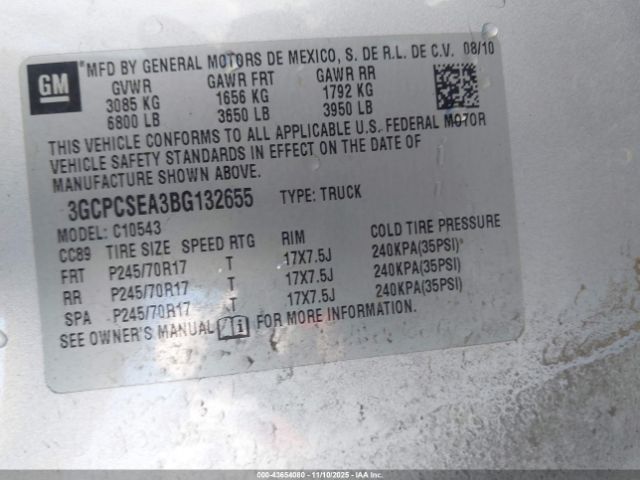 GM
*MFD BY GENERAL MOTORS DE MEXICO, S. DE R.L. DE C.V. 08/10
GVWR GAWR FRT GAWR RR
3085 KG 1656 KG 1792 KG
6800 LB 3650 LB 3950 LB
THIS VEHICLE CONFORMS TO ALL APPLICABLE U.S. FEDERAL MOTOR
VEHICLE SAFETY STANDARDS IN EFFECT ON THE DATE OF
MANUFACTURE SHOWN ABOVE.
3GCPCSEA3BG132655 TYPE: TRUCK
MODEL: C10543
CC89 TIRE SIZE SPEED RTG RIM COLD TIRE PRESSURE
FRT P245/70R17 T 17X7.5J 240KPA(35PSI)
RR P245/70R17 T 17X7.5J 240KPA(35PSI)
SPA P245/70R17 T 17X7.5J 240KPA(35PSI)
SEE OWNER'S MANUAL FOR MORE INFORMATION.
000-43654080 - 11/10/2025 - IAA Inc.